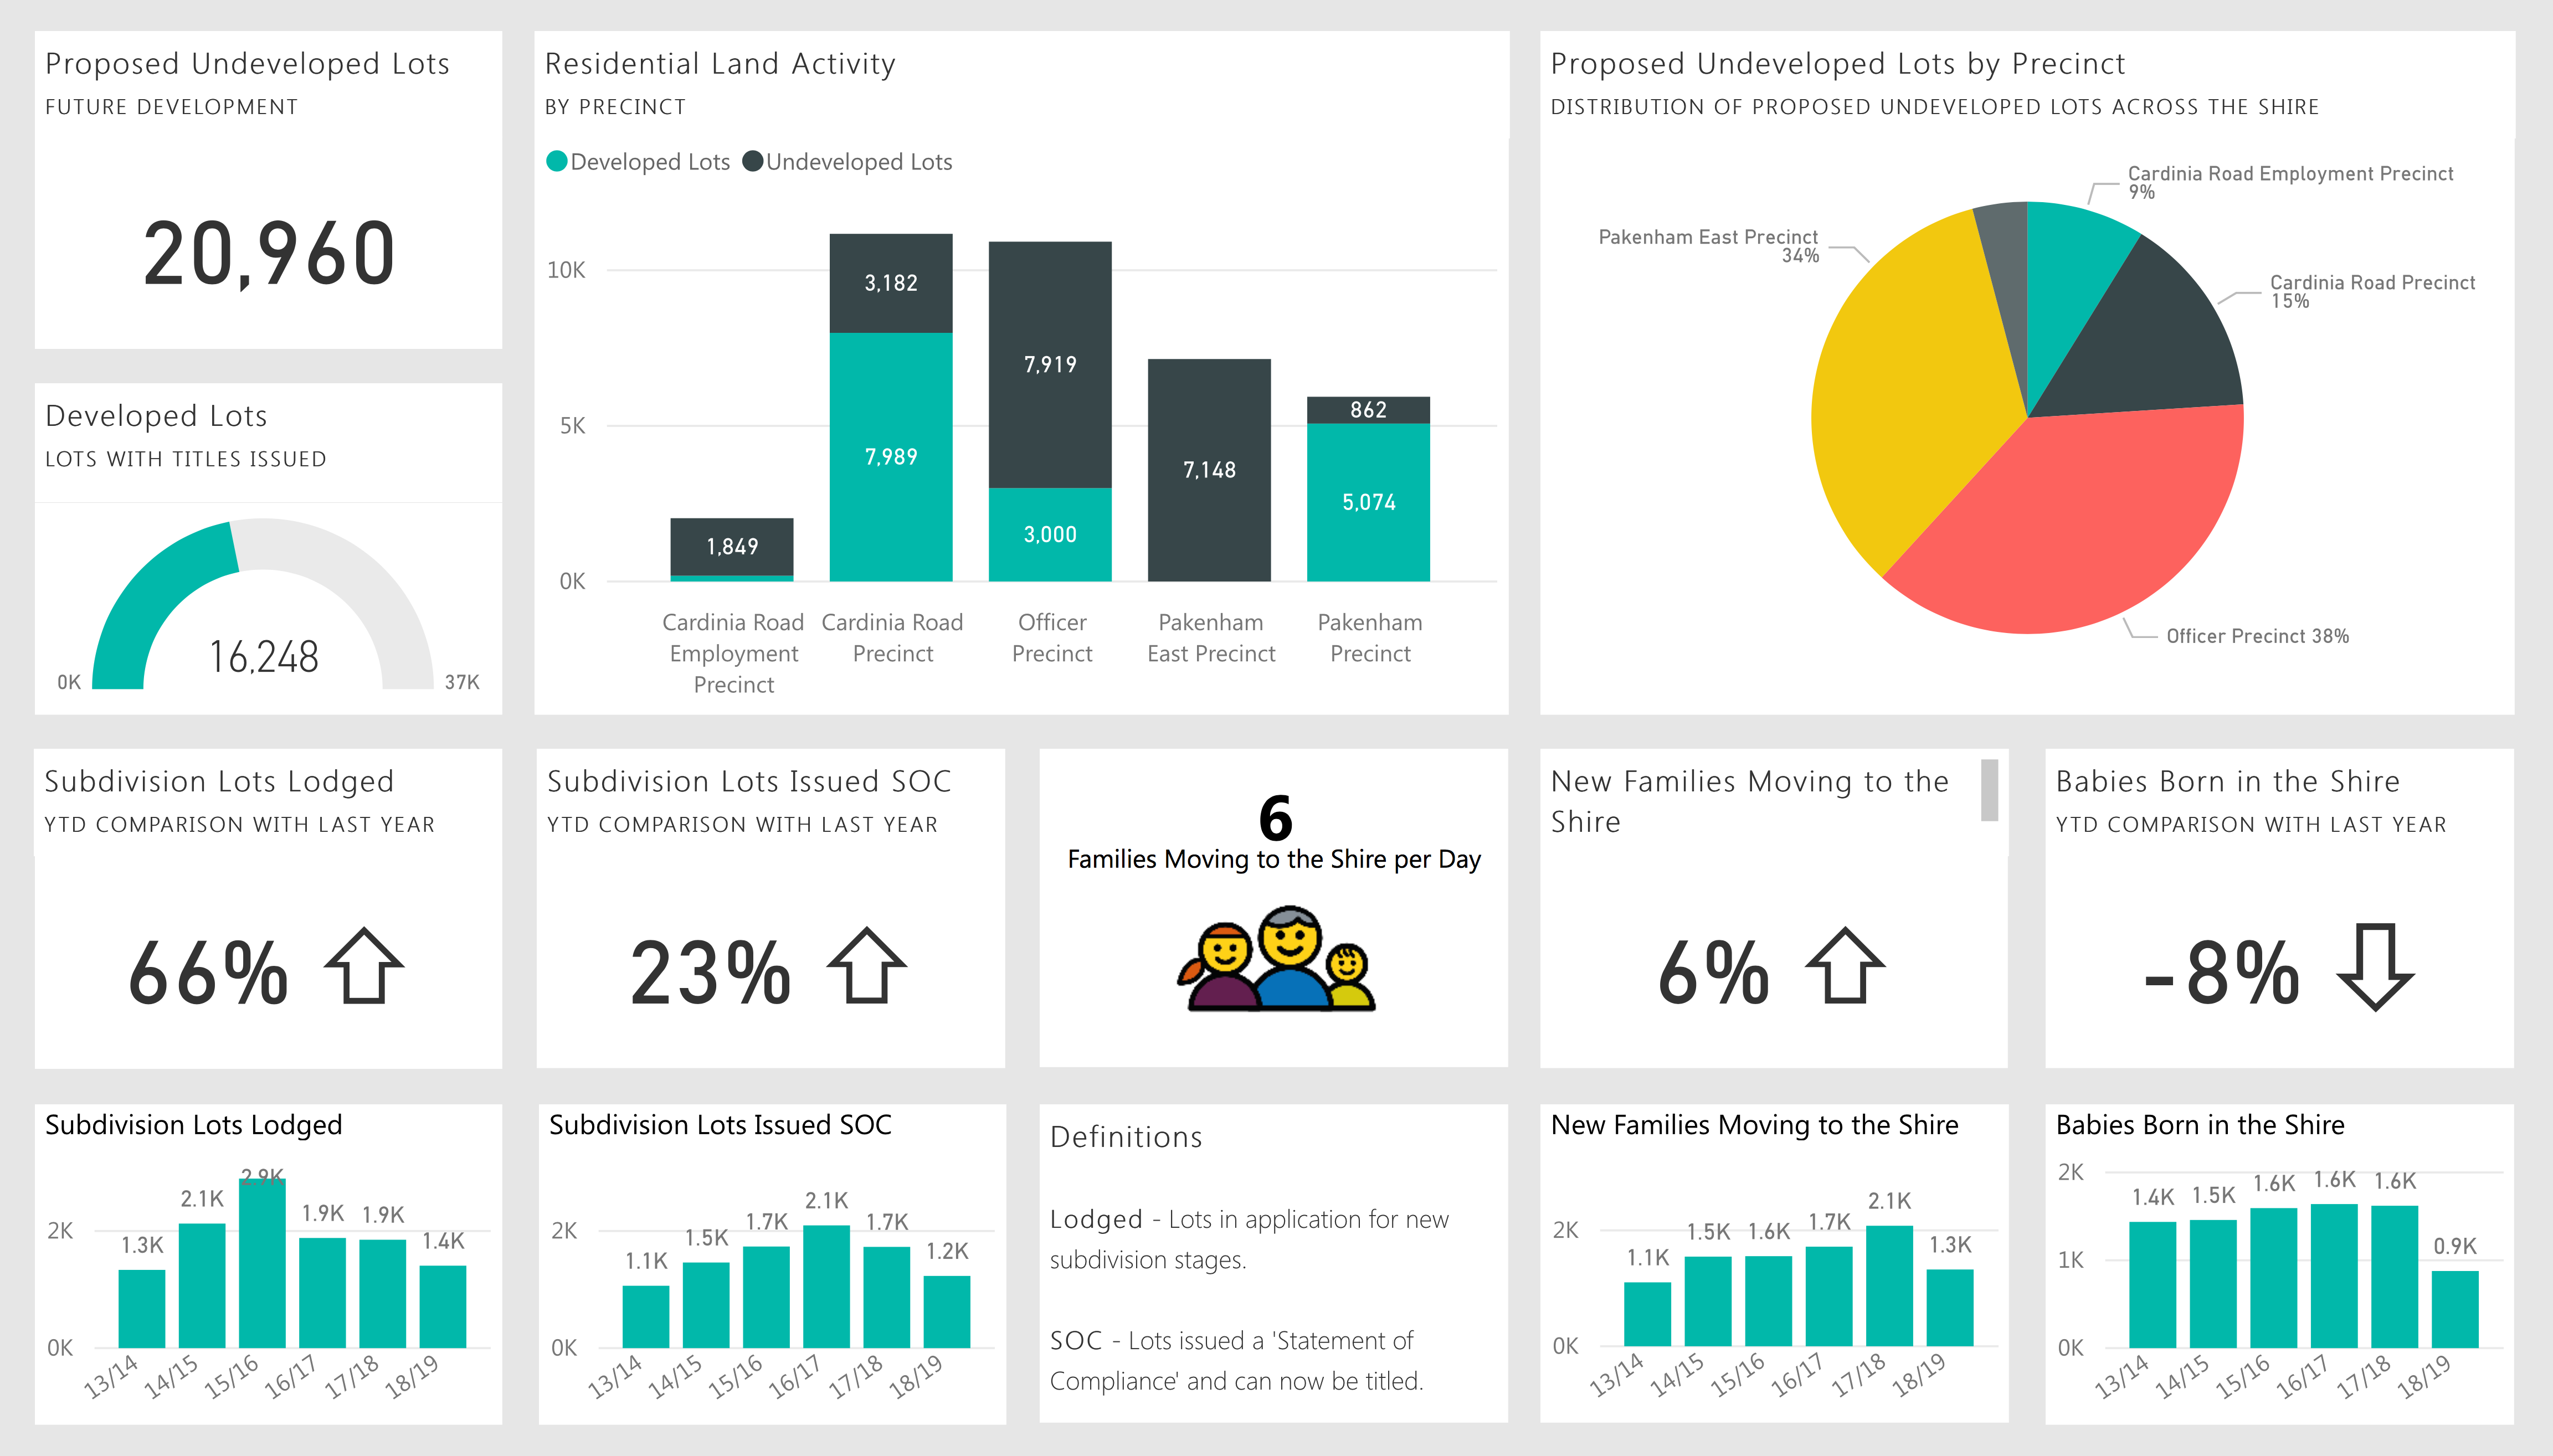 Proposed Undeveloped Lots
FUTURE DEVELOPMENT
20,960
Developed Lots
LOTS WITH TITLES ISSUED
16,248
0K
37K
Residential Land Activity
BY PRECINCT
Developed Lots
Undeveloped Lots
10K
5K
0K
1,849
3,182
7,989
7,919
3,000
7,148
862
5,074
Cardinia Road
Employment
Precinct
Cardinia Road
Precinct
Officer
Precinct
Pakenham
East Precinct
Pakenham
Precinct
Proposed Undeveloped Lots by Precinct
DISTRIBUTION OF PROPOSED UNDEVELOPED LOTS ACROSS THE SHIRE
Cardinia Road Employment Precinct
9%
Pakenham East Precinct
34%
Cardinia Road Precinct
15%
Officer Precinct 38%
Subdivision Lots Lodged
YTD COMPARISON WITH LAST YEAR
66%
Subdivision Lots Issued SOC
YTD COMPARISON WITH LAST YEAR
23%
6
Families Moving to the Shire per Day
New Families Moving to the
Shire
6%
Babies Born in the Shire
YTD COMPARISON WITH LAST YEAR
-8%
Subdivision Lots Lodged
2K
0K
1.3K
2.1K
2.9K
1.9K
1.9K
1.4K
13/14
14/15
15/16
16/17
17/18
18/19
Subdivision Lots Issued SOC
2K
0K
1.1K
1.5K
1.7K
2.1K
1.7K
1.2K
13/14
14/15
15/16
16/17
17/18
18/19
Definitions
Lodged - Lots in application for new
subdivision stages.
SOC - Lots issued a 'Statement of
Compliance' and can now be titled.
New Families Moving to the Shire
2K
0K
1.1K
1.5K
1.6K
1.7K
2.1K
1.3K
13/14
14/15
15/16
16/17
17/18
18/19
Babies Born in the Shire
2K
1K
0K
1.4K
1.5K
1.6K
1.6K
1.6K
0.9K
13/14
14/15
15/16
16/17
17/18
18/19